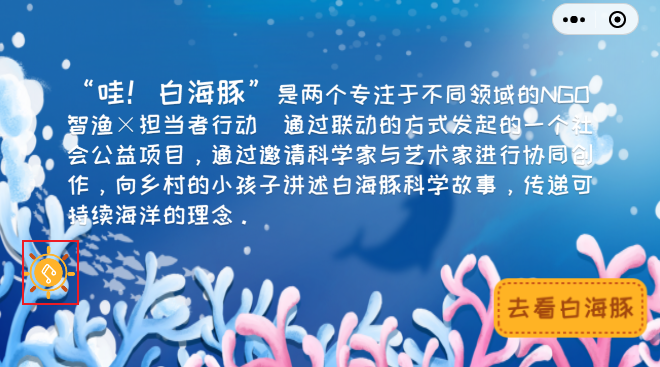 “哇！白海豚”是两个专注于不同领域的NGO
智渔×担当者行动 通过联动的方式发起的一个社
会公益项目，通过邀请科学家与艺术家进行协同创
作，向乡村的小孩子讲述白海豚科学故事，传递可
持续海洋的理念。
去看白海豚